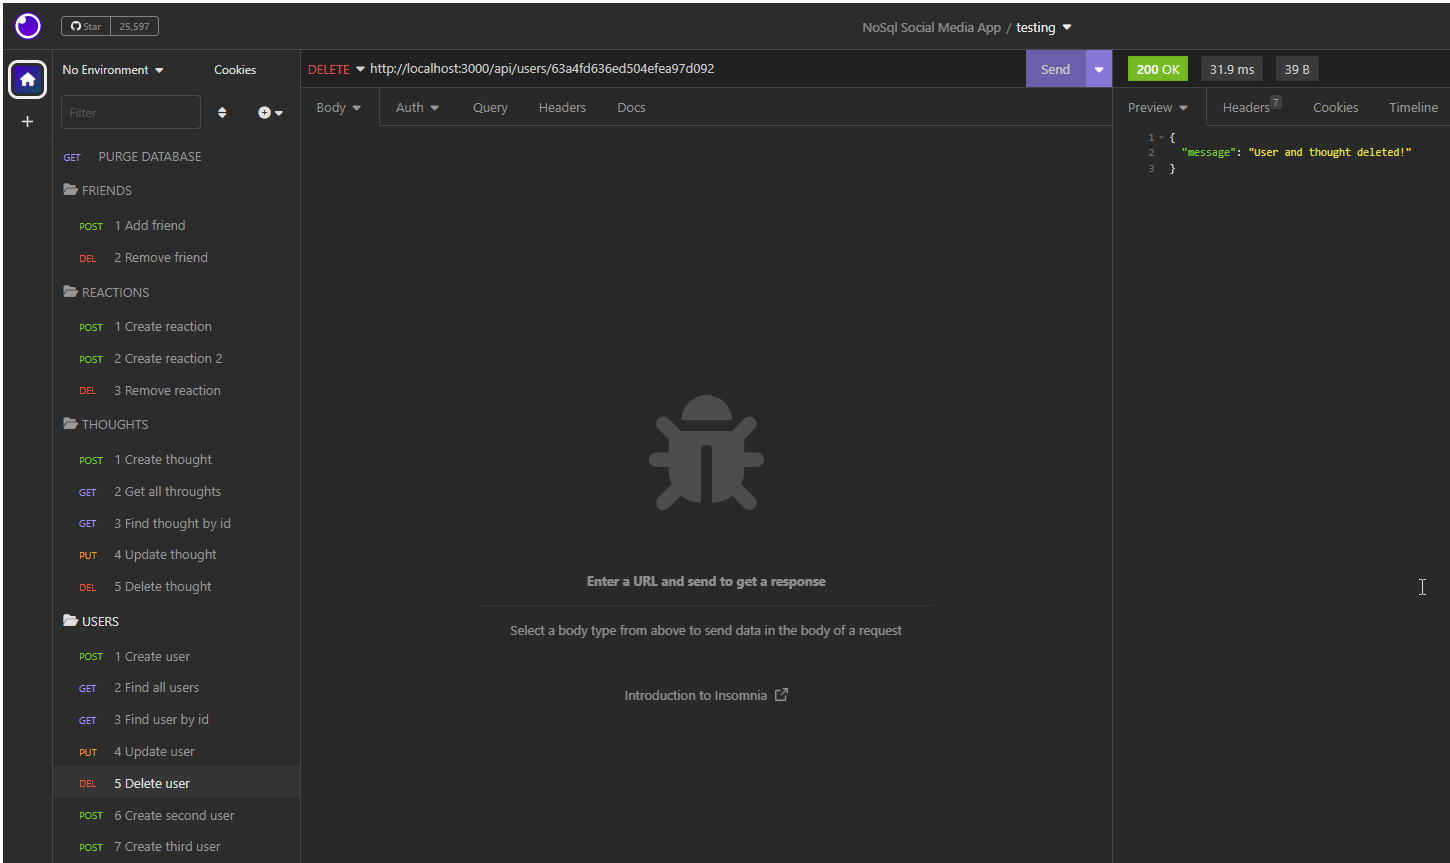 Star 25,597
NoSql Social Media App / testing
No Environment
Cookies
Filter
GET PURGE DATABASE
FRIENDS
POST 1 Add friend
DEL 2 Remove friend
REACTIONS
POST 1 Create reaction
POST 2 Create reaction 2
DEL 3 Remove reaction
THOUGHTS
POST 1 Create thought
GET 2 Get all throughts
GET 3 Find thought by id
PUT 4 Update thought
DEL 5 Delete thought
USERS
POST 1 Create user
GET 2 Find all users
GET 3 Find user by id
PUT 4 Update user
DEL 5 Delete user
POST 6 Create second user
POST 7 Create third user
DELETE http://localhost:3000/api/users/63a4fd636ed504efea97d092
Send
Body Auth Query Headers Docs
Enter a URL and send to get a response
Select a body type from above to send data in the body of a request
Introduction to Insomnia
200 OK 31.9 ms 39 B
Preview Headers 7 Cookies Timeline
1 {
2 "message": "User and thought deleted!"
3 }